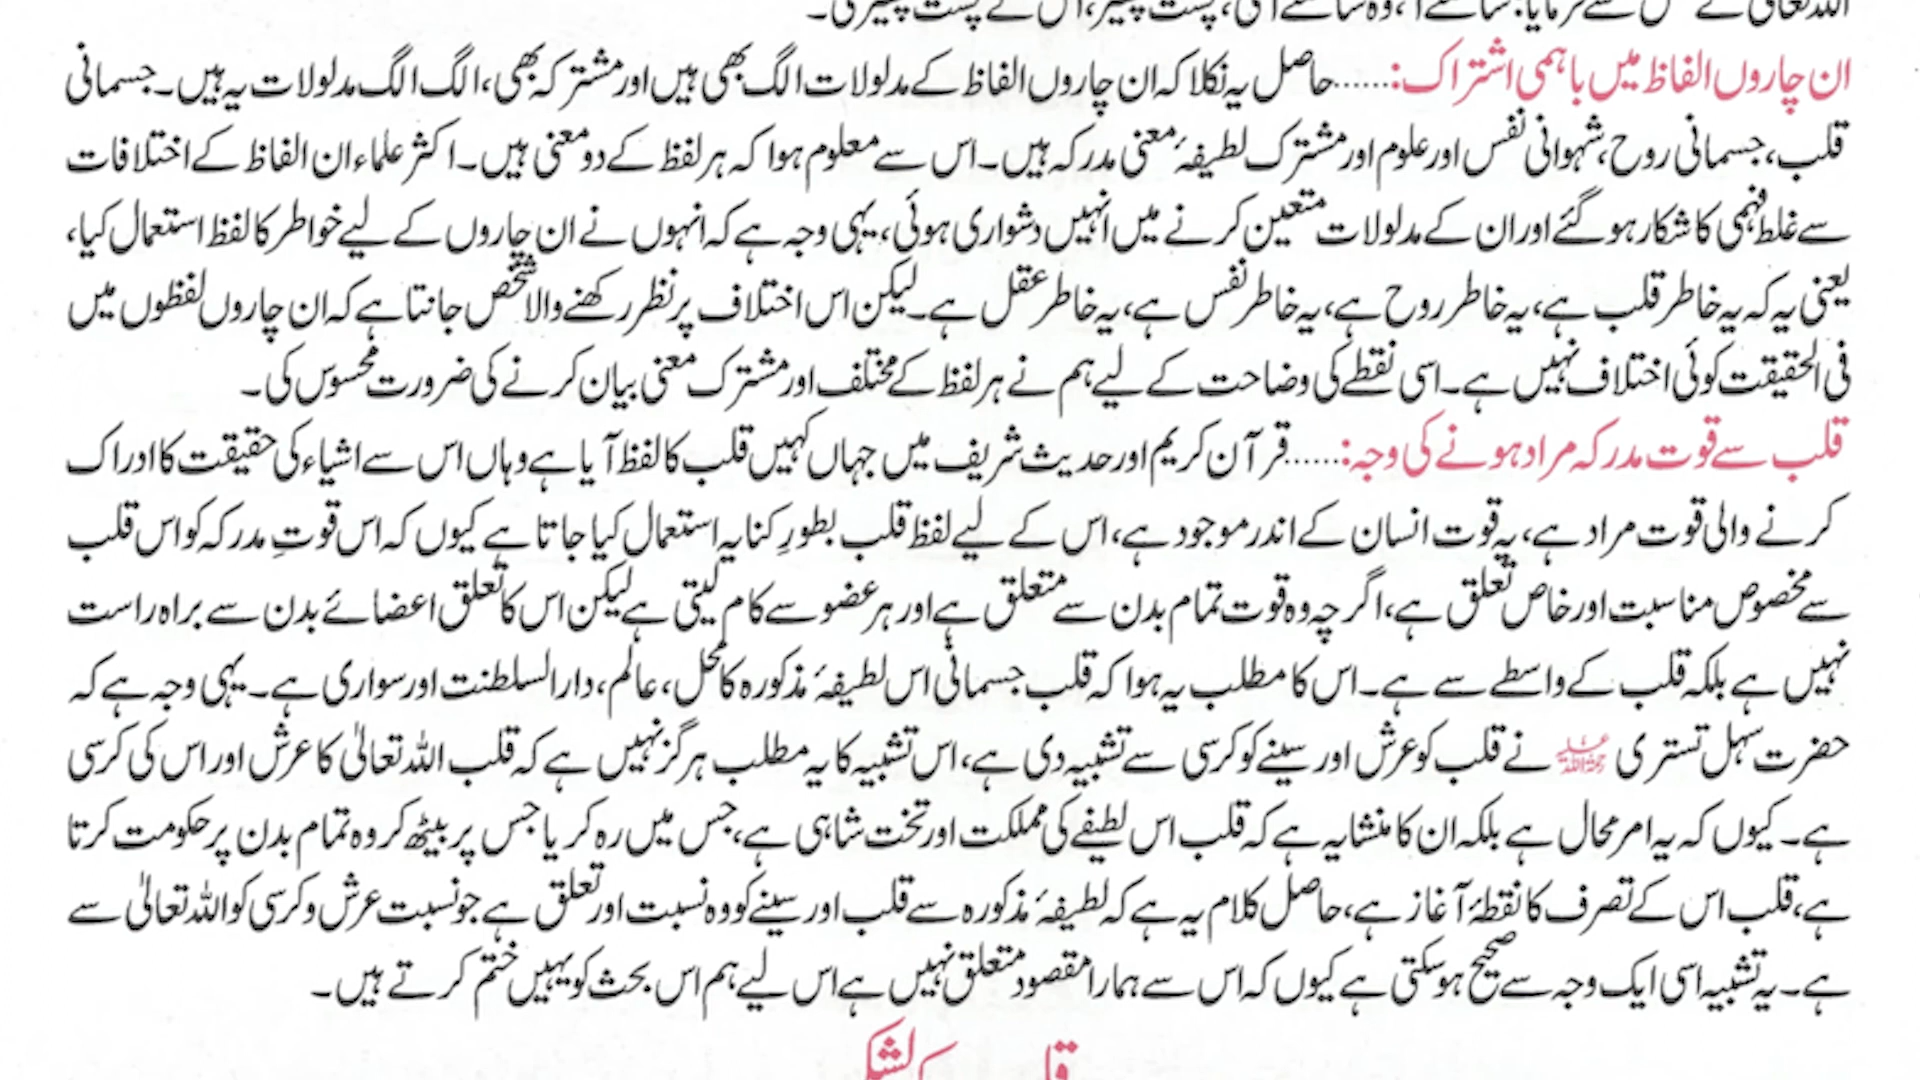 اللہ تعالیٰ نے
ان چاروں الفاظ میں باہمی اشتراک:......حاصل یہ نکلا کہ ان چاروں الفاظ کے مدلولات الگ بھی ہیں اور مشترکہ بھی، الگ الگ مدلولات یہ ہیں۔ جسمانی
قلب، جسمانی روح، شہوانی نفس اور علوم اور مشترک لطیفۂ معنی مدرکہ ہیں۔ اس سے معلوم ہوا کہ ہر لفظ کے دو معنی ہیں۔ اکثر علماء ان الفاظ کے اختلافات
سے غلط فہمی کا شکار ہو گئے اور ان کے مدلولات متعین کرنے میں انہیں دشواری ہوئی، یہی وجہ ہے کہ انہوں نے ان چاروں کے لیے خواطر کا لفظ استعمال کیا،
یعنی یہ کہ یہ خاطر قلب ہے، یہ خاطر روح ہے، یہ خاطر نفس ہے، یہ خاطر عقل ہے۔ لیکن اس اختلاف پر نظر رکھنے والا شخص جانتا ہے کہ ان چاروں لفظوں میں
فی الحقیقت کوئی اختلاف نہیں ہے۔ اسی نقطے کی وضاحت کے لیے ہم نے ہر لفظ کے مختلف اور مشترک معنی بیان کرنے کی ضرورت محسوس کی۔
قلب سے قوت مدرکہ مراد ہونے کی وجہ:......قرآن کریم اور حدیث شریف میں جہاں کہیں قلب کا لفظ آیا ہے وہاں اس سے اشیاء کی حقیقت کا ادراک
کرنے والی قوت مراد ہے، یہ قوت انسان کے اندر موجود ہے، اس کے لیے لفظ قلب بطورِ کنایہ استعمال کیا جاتا ہے کیوں کہ اس قوتِ مدرکہ کو اس قلب
سے مخصوص مناسبت اور خاص تعلق ہے، اگر چہ وہ قوت تمام بدن سے متعلق ہے اور ہر عضو سے کام لیتی ہے لیکن اس کا تعلق اعضائے بدن سے براہ راست
نہیں ہے بلکہ قلب کے واسطے سے ہے۔ اس کا مطلب یہ ہوا کہ قلب جسمانی اس لطیفۂ مذکورہ کا محل، عالم، دارالسلطنت اور سواری ہے۔ یہی وجہ ہے کہ
حضرت سہل تستری رحمۃ اللہ علیہ نے قلب کو عرش اور سینے کو کرسی سے تشبیہ دی ہے، اس تشبیہ کا یہ مطلب ہرگز نہیں ہے کہ قلب اللہ تعالیٰ کا عرش اور اس کی کرسی
ہے۔ کیوں کہ یہ امر محال ہے بلکہ ان کا منشا یہ ہے کہ قلب اس لطیفے کی مملکت اور تخت شاہی ہے، جس میں رہ کر یا جس پر بیٹھ کر وہ تمام بدن پر حکومت کرتا
ہے، قلب اس کے تصرف کا نقطۂ آغاز ہے، حاصل کلام یہ ہے کہ لطیفۂ مذکورہ سے قلب اور سینے کو وہ نسبت اور تعلق ہے جو نسبت عرش و کرسی کو اللہ تعالیٰ سے
ہے۔ یہ تشبیہ اسی ایک وجہ سے صحیح ہو سکتی ہے کیوں کہ اس سے ہمارا مقصود متعلق نہیں ہے اس لیے ہم اس بحث کو یہیں ختم کرتے ہیں۔